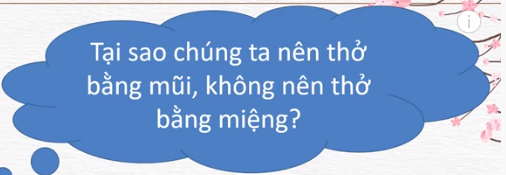 Tại sao chúng ta nên thở
bằng mũi, không nên thở
bằng miệng?